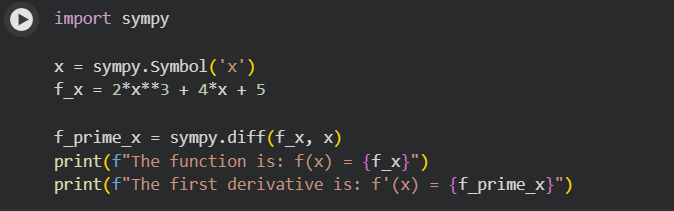 import sympy
x = sympy.Symbol('x')
f_x = 2*x**3 + 4*x + 5
f_prime_x = sympy.diff(f_x, x)
print(f"The function is: f(x) = {f_x}")
print(f"The first derivative is: f'(x) = {f_prime_x}")